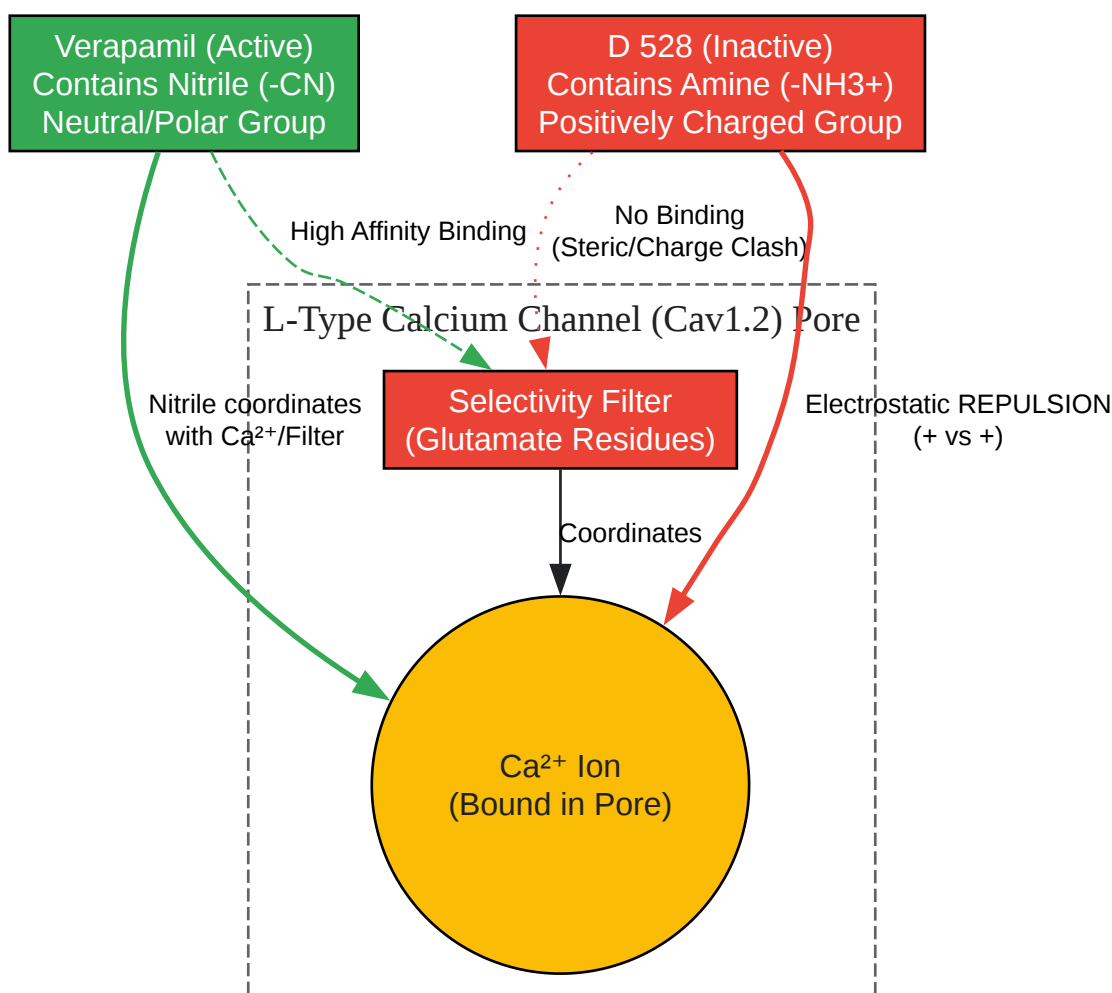 Verapamil (Active)
Contains Nitrile (-CN)
Neutral/Polar Group
D 528 (Inactive)
Contains Amine (-NH3+)
Positively Charged Group
High Affinity Binding
No Binding
(Steric/Charge Clash)
L-Type Calcium Channel (Cav1.2) Pore
Nitrile coordinates
with Ca²⁺/Filter
Selectivity Filter
(Glutamate Residues)
Electrostatic REPULSION
(+ vs +)
Coordinates
Ca²⁺ Ion
(Bound in Pore)